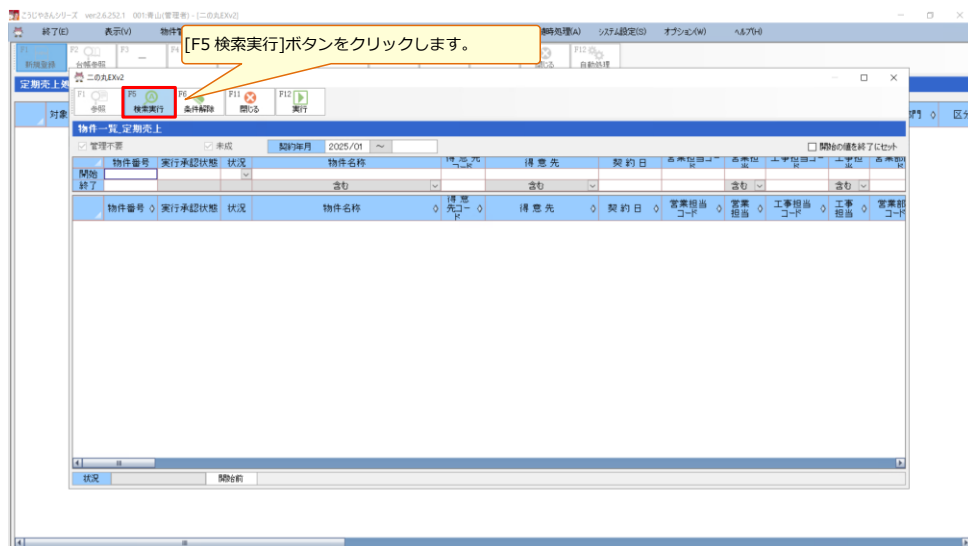 こうじやさんシリーズ ver:2.6.252.1 001:青山(管理者) - [二の丸EXv2]
終了(E) 表示(V) 時処理(A) システム設定(S) オプション(W) ヘルプ(H)
[F5 検索実行]ボタンをクリックします。
F1 F2 F3 F4 F12
新規登録 台帳参照 — 閉じる 自動処理
定期売上処
二の丸EXv2
F1 参照 F5 検索実行 F6 条件解除 F11 閉じる F12 実行
対象
部門 区分
物件一覧_定期売上
管理不要 未成 契約年月 2025/01 ～ 開始の値を終了にセット
物件番号 実行承認状態 状況 物件名称 得意先コード 得意先 契約日 営業担当コード 営業担当 工事担当コード 工事担当 営業部
開始
終了 含む 含む 含む 含む
物件番号 実行承認状態 状況 物件名称 得意先コード 得意先 契約日 営業担当コード 営業担当 工事担当コード 工事担当 営業部コード
状況 開始前